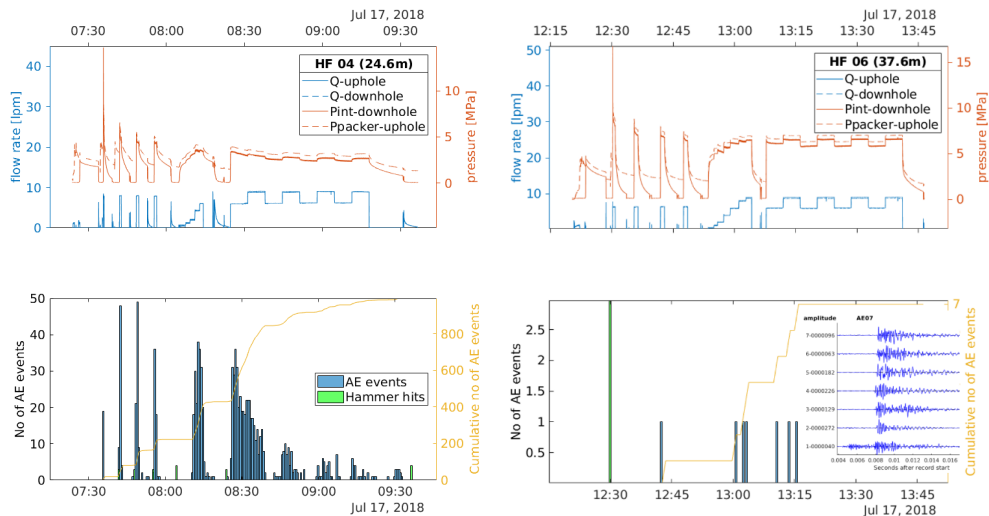 Jul 17, 2018
07:30 08:00 08:30 09:00 09:30
40
30
20
10
0
flow rate [lpm]
10
5
0
pressure [MPa]
HF 04 (24.6m)
Q-uphole
Q-downhole
Pint-downhole
Ppacker-uphole
Jul 17, 2018
12:15 12:30 12:45 13:00 13:15 13:30 13:45
50
40
30
20
10
flow rate [lpm]
15
10
5
0
pressure [MPa]
HF 06 (37.6m)
Q-uphole
Q-downhole
Pint-downhole
Ppacker-uphole
50
40
30
20
10
0
No of AE events
800
600
400
200
0
Cumulative no of AE events
AE events
Hammer hits
07:30 08:00 08:30 09:00 09:30
Jul 17, 2018
2.5
2
1.5
1
0.5
No of AE events
7
Cumulative no of AE events
amplitude AE07
7-0000096
6-0000063
5-0000182
4-0000226
3-0000129
2-0000272
1-0000040
0.004 0.006 0.008 0.01 0.012 0.014 0.016
Seconds after record start
12:30 12:45 13:00 13:15 13:30 13:45
Jul 17, 2018